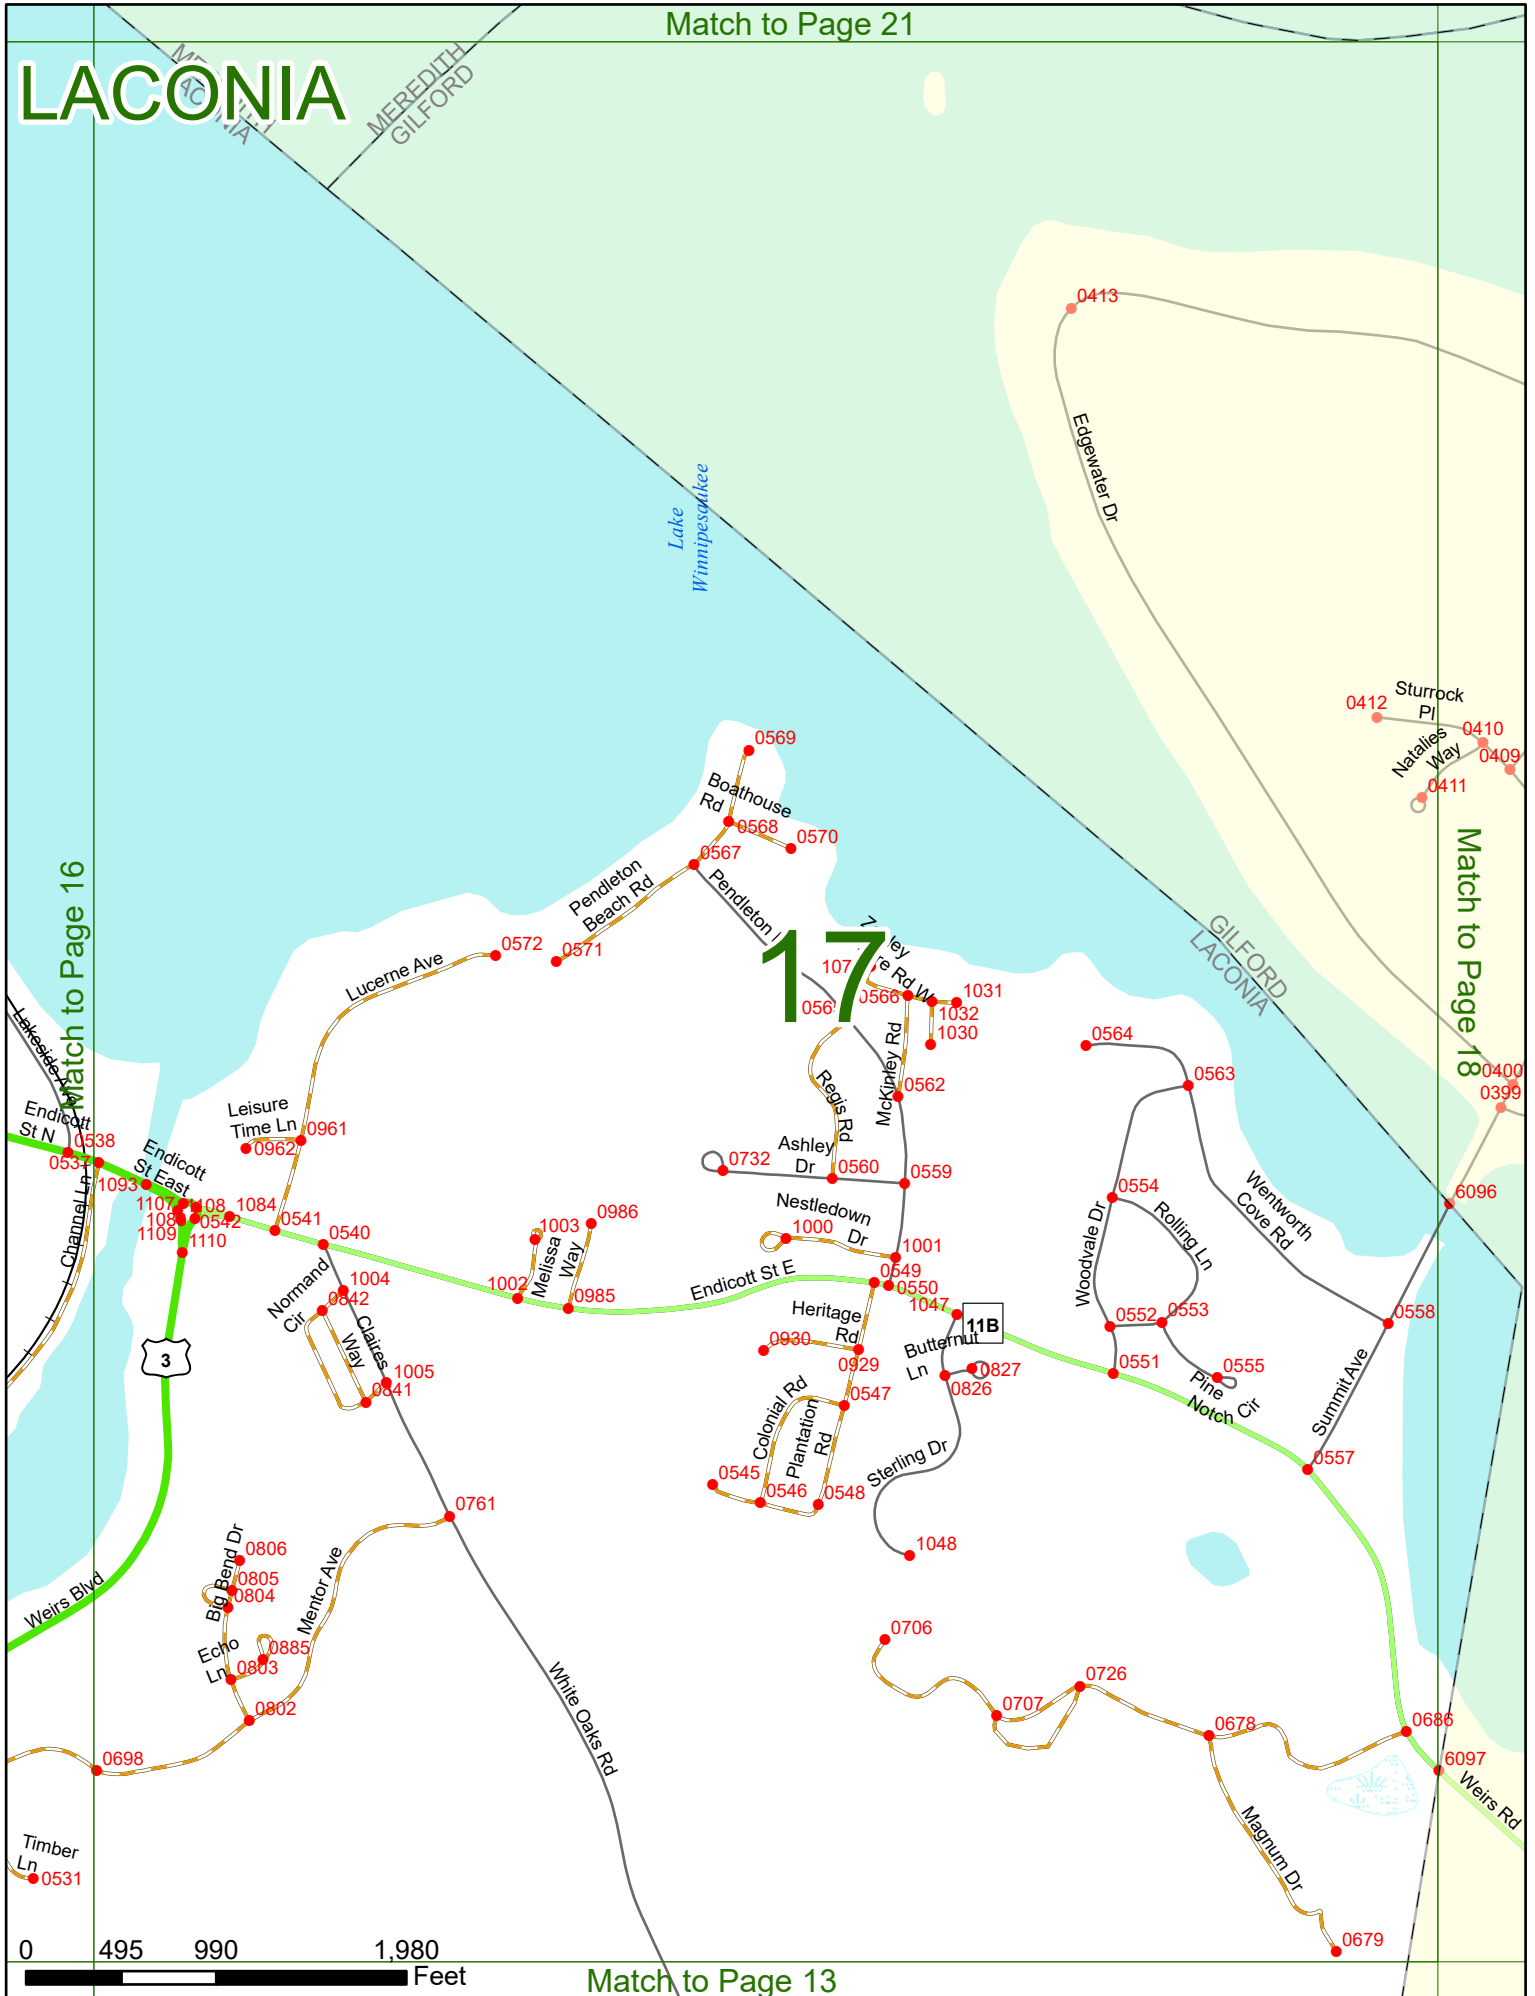 Match to Page 21
LACONIA
MEREDITH
GILFORD
0413
Edgewater Dr
Lake
Winnipesaukee
Sturrock
Pl
0412
0410
Natalies
Way
0409
0411
0569
Boathouse
Rd
0568
0570
0567
Pendleton
Beach Rd
Pendleton
Match to Page 16
Match to Page 18
17
0572
0571
Lucerne Ave
GILFORD
LACONIA
0566
1031
1032
1030
McKinley Rd
0562
0564
0563
0400
0399
Lakeside Ave
Endicott
St N
0538
0537
Leisure
Time Ln
0961
0962
Regis Rd
Ashley
Dr
0732
0560
0559
Endicott
St East
1093
1107
1108
1109
1110
0542
1084
0541
0540
Channel Ln
1003
0986
Melissa
Way
Nestledown
Dr
1000
1001
0554
Rolling Ln
Woodvale Dr
Wentworth
Cove Rd
6096
Normand
Cir
1004
0842
Claires
Way
1002
0985
Endicott St E
0549
0550
1047
11B
0552
0553
0558
3
Heritage
Rd
0930
0929
Butternut
Ln
0827
0826
0551
0555
Pine
Cir
Notch
Summit Ave
1005
0841
0547
Colonial Rd
Plantation
Rd
0545
0546
0548
Sterling Dr
0557
0761
1048
0806
Big Bend Dr
0805
0804
Mentor Ave
Weirs Blvd
Echo
Ln
0885
0803
0802
White Oaks Rd
0706
0726
0707
0678
0686
0698
6097
Weirs Rd
Magnum Dr
Timber
Ln
0531
0679
0 495 990 1,980
Feet
Match to Page 13